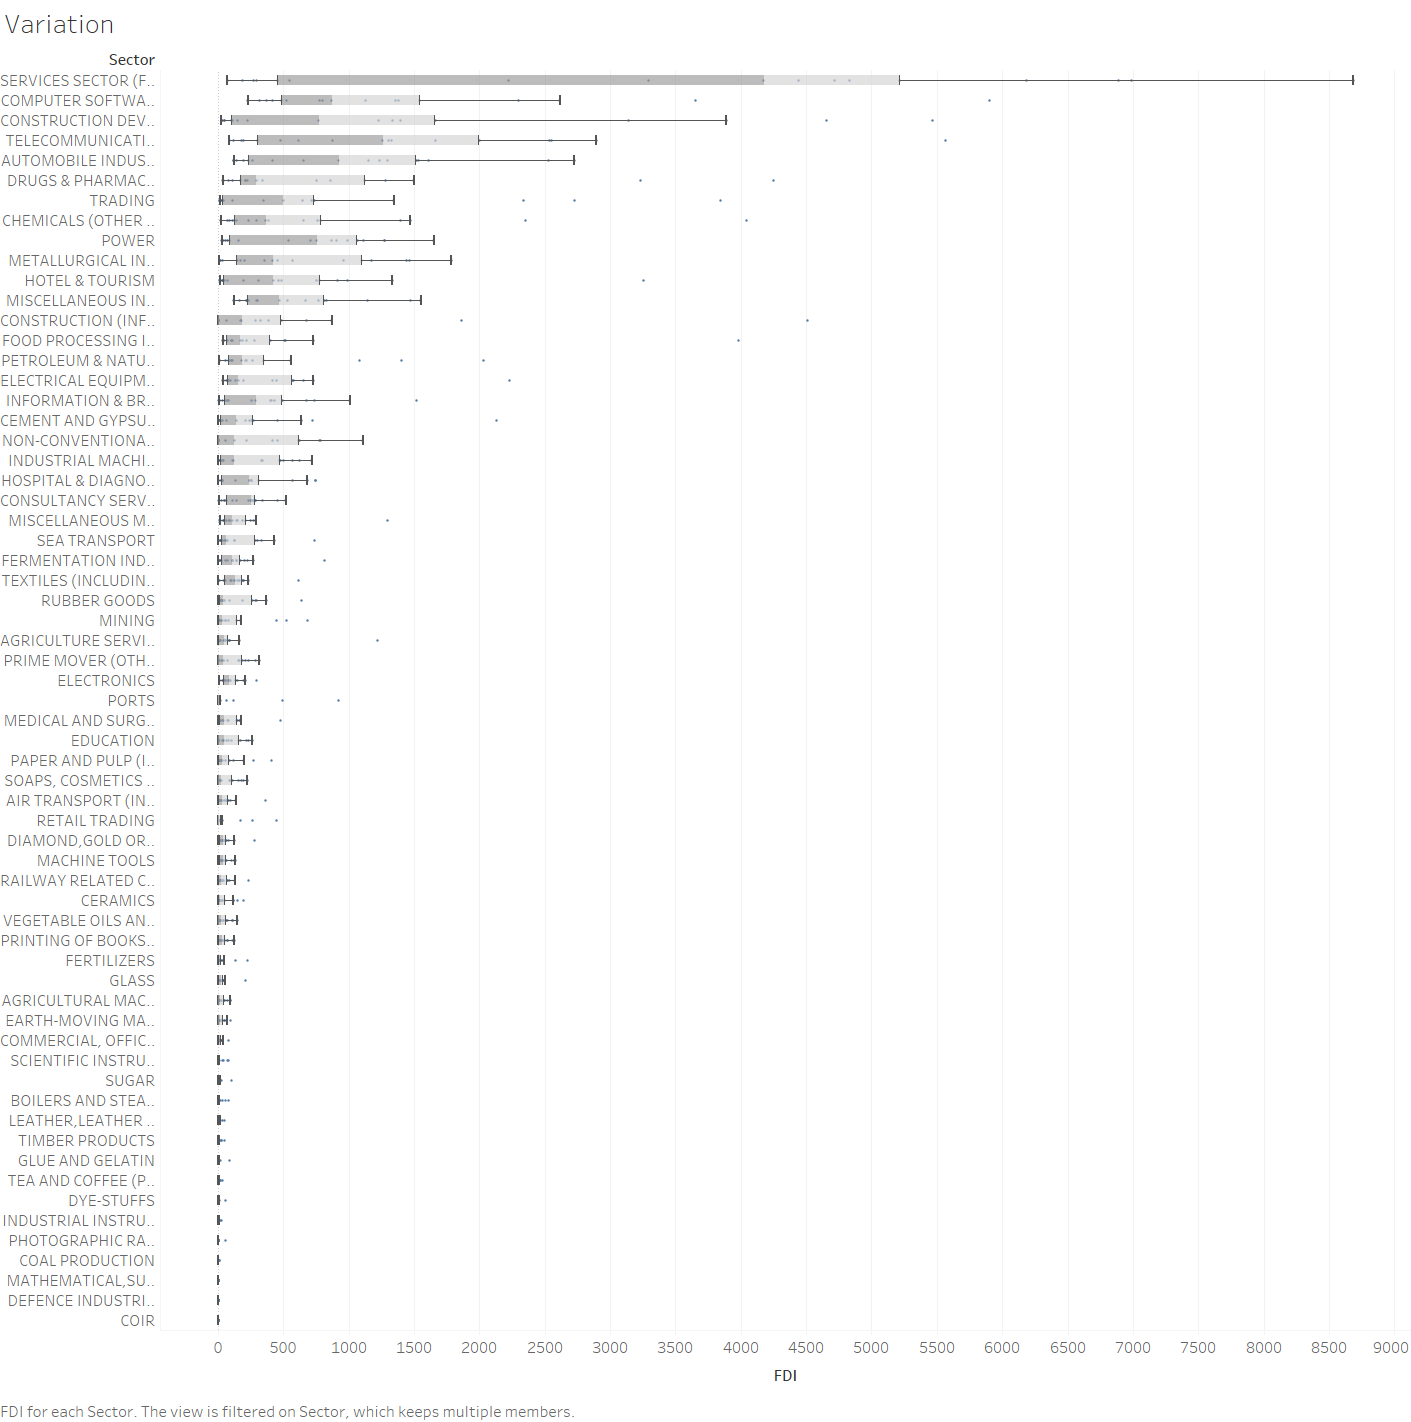 Variation
Sector
SERVICES SECTOR (F..
COMPUTER SOFTWA..
CONSTRUCTION DEV..
TELECOMMUNICATI..
AUTOMOBILE INDUS..
DRUGS & PHARMAC..
TRADING
CHEMICALS (OTHER ..
POWER
METALLURGICAL IN..
HOTEL & TOURISM
MISCELLANEOUS IN..
CONSTRUCTION (INF..
FOOD PROCESSING I..
PETROLEUM & NATU..
ELECTRICAL EQUIPM..
INFORMATION & BR..
CEMENT AND GYPSU..
NON-CONVENTIONA..
INDUSTRIAL MACHI..
HOSPITAL & DIAGNO..
CONSULTANCY SERV..
MISCELLANEOUS M..
SEA TRANSPORT
FERMENTATION IND..
TEXTILES (INCLUDIN..
RUBBER GOODS
MINING
AGRICULTURE SERVI..
PRIME MOVER (OTH..
ELECTRONICS
PORTS
MEDICAL AND SURG..
EDUCATION
PAPER AND PULP (I..
SOAPS, COSMETICS ..
AIR TRANSPORT (IN..
RETAIL TRADING
DIAMOND,GOLD OR..
MACHINE TOOLS
RAILWAY RELATED C..
CERAMICS
VEGETABLE OILS AN..
PRINTING OF BOOKS..
FERTILIZERS
GLASS
AGRICULTURAL MAC..
EARTH-MOVING MA..
COMMERCIAL, OFFIC..
SCIENTIFIC INSTRU..
SUGAR
BOILERS AND STEA..
LEATHER,LEATHER ..
TIMBER PRODUCTS
GLUE AND GELATIN
TEA AND COFFEE (P..
DYE-STUFFS
INDUSTRIAL INSTRU..
PHOTOGRAPHIC RA..
COAL PRODUCTION
MATHEMATICAL,SU..
DEFENCE INDUSTRI..
COIR
0 500 1000 1500 2000 2500 3000 3500 4000 4500 5000 5500 6000 6500 7000 7500 8000 8500 9000
FDI
FDI for each Sector. The view is filtered on Sector, which keeps multiple members.